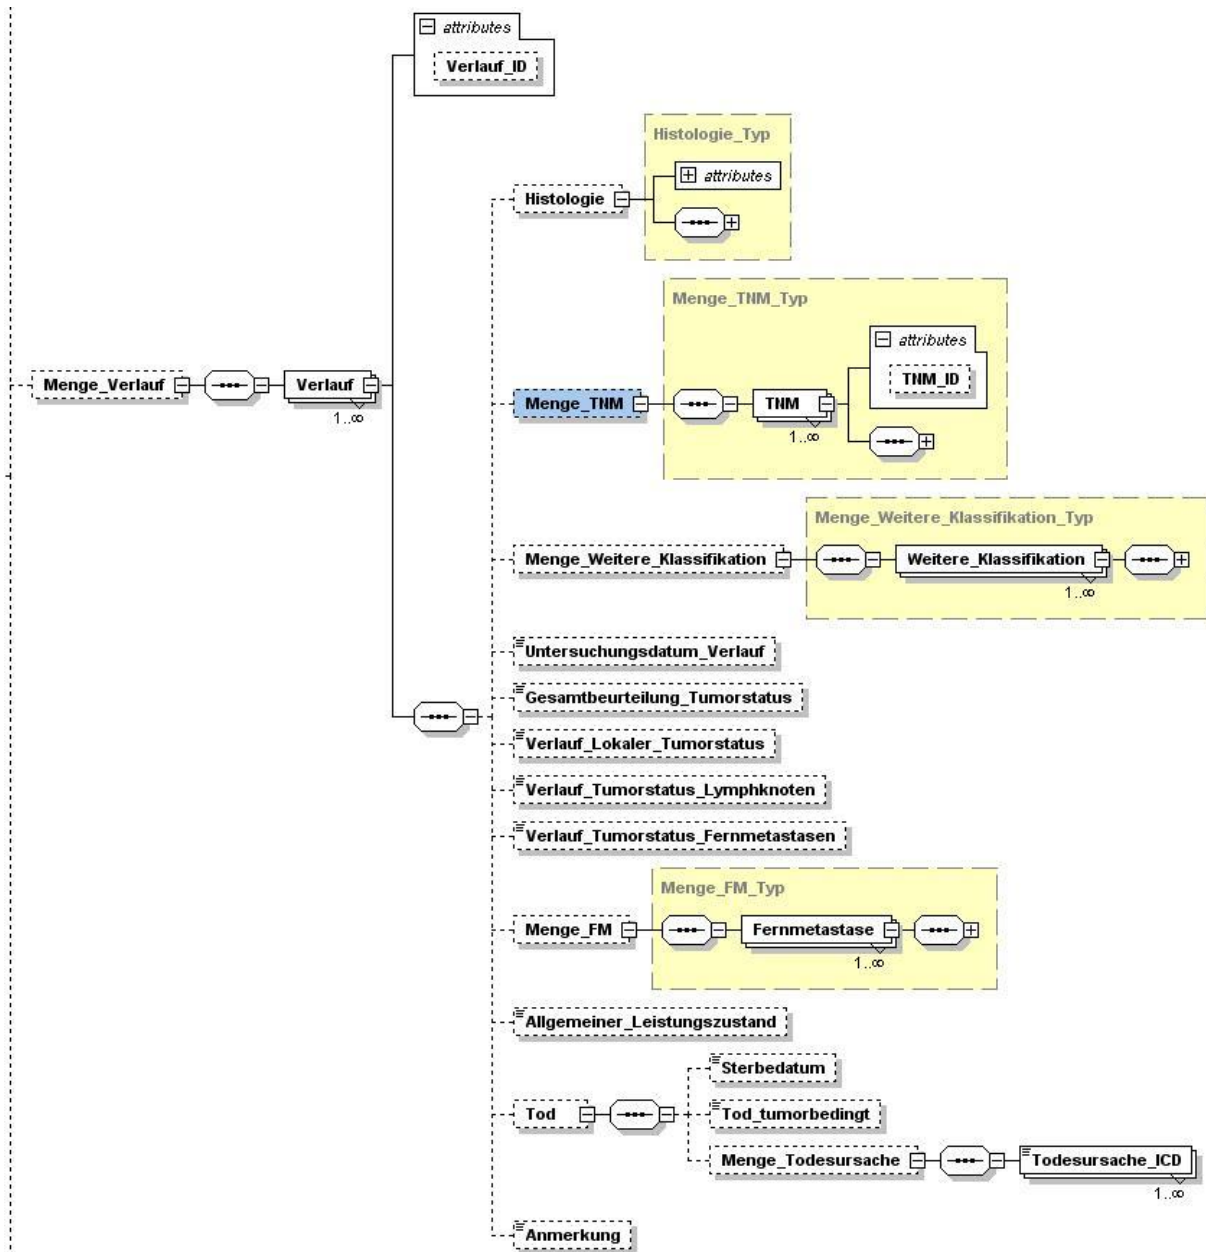 attributes
Verlauf_ID
Histologie_Typ
attributes
Histologie
Menge_TNM_Typ
attributes
TNM_ID
Menge_Verlauf
Verlauf
1..∞
Menge_TNM
TNM
1..∞
Menge_Weitere_Klassifikation_Typ
Menge_Weitere_Klassifikation
Weitere_Klassifikation
1..∞
Untersuchungsdatum_Verlauf
Gesamtbeurteilung_Tumorstatus
Verlauf_Lokaler_Tumorstatus
Verlauf_Tumorstatus_Lymphknoten
Verlauf_Tumorstatus_Fernmetastasen
Menge_FM_Typ
Menge_FM
Fernmetastase
1..∞
Allgemeiner_Leistungszustand
Sterbedatum
Tod
Tod_tumorbedingt
Menge_Todesursache
Todesursache_ICD
1..∞
Anmerkung